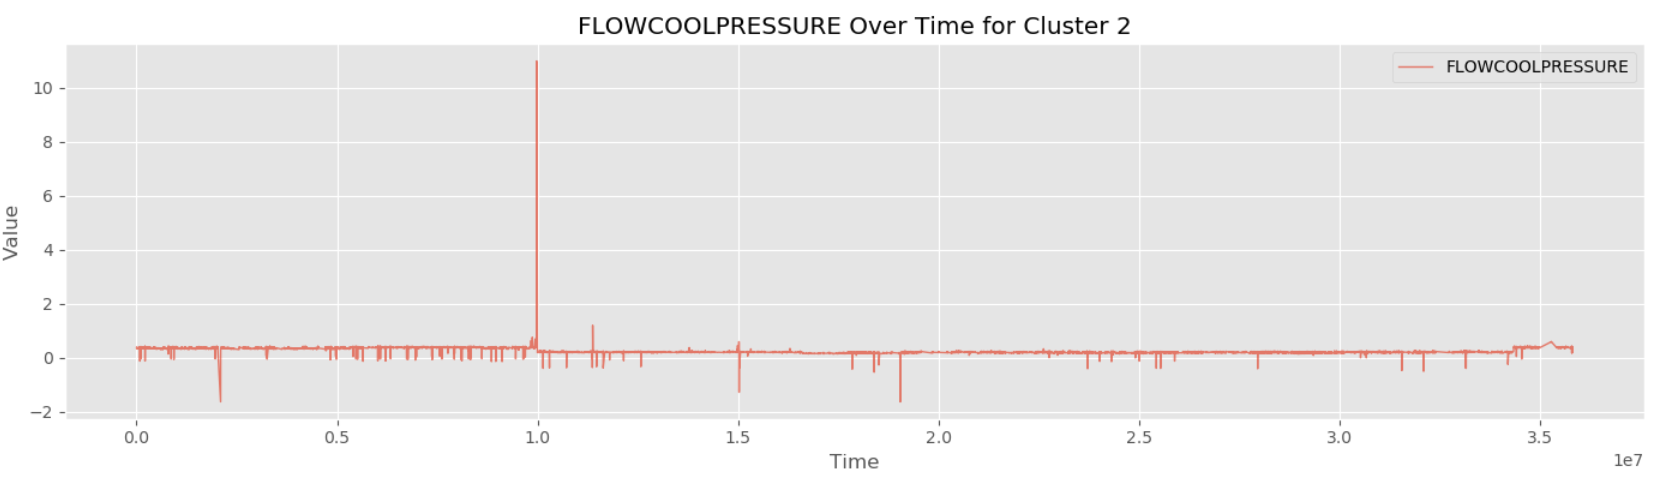 FLOWCOOLPRESSURE Over Time for Cluster 2
FLOWCOOLPRESSURE
Value
10
8
6
4
2
0
−2
0.0 0.5 1.0 1.5 2.0 2.5 3.0 3.5
1e7
Time